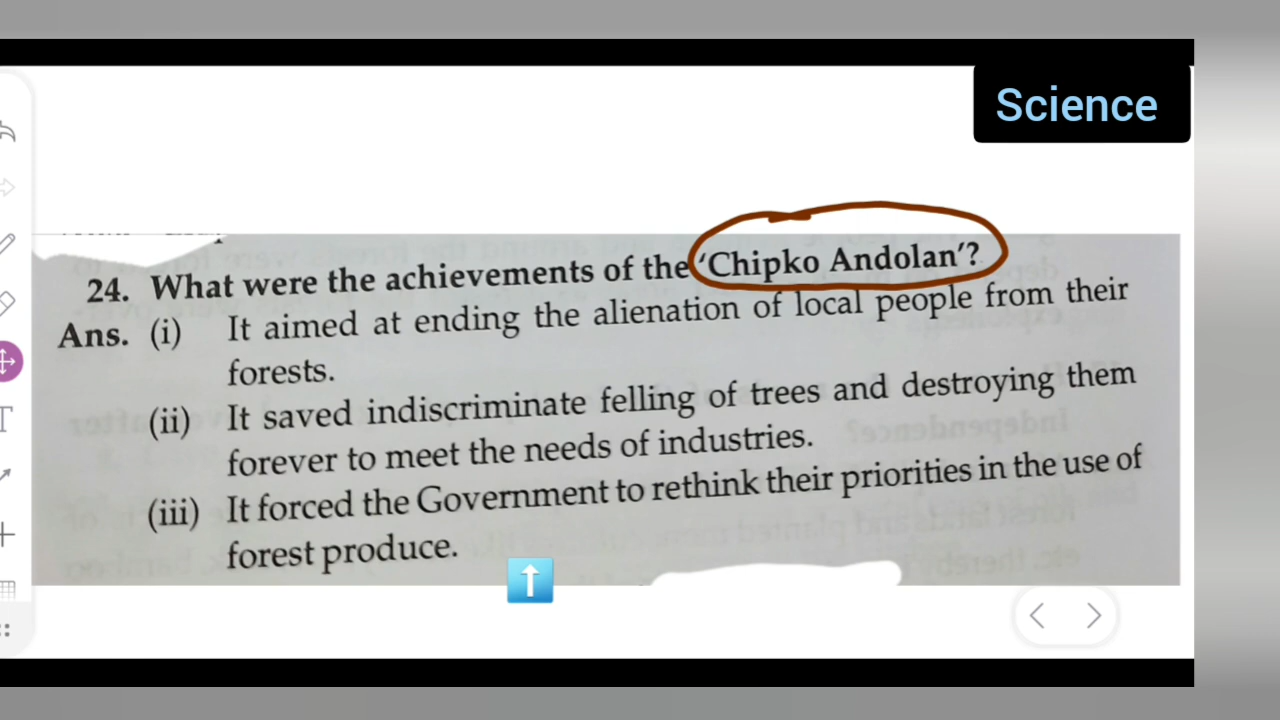 Science
24. What were the achievements of the 'Chipko Andolan'?
Ans. (i) It aimed at ending the alienation of local people from their
forests.
(ii) It saved indiscriminate felling of trees and destroying them
forever to meet the needs of industries.
(iii) It forced the Government to rethink their priorities in the use of
forest produce.